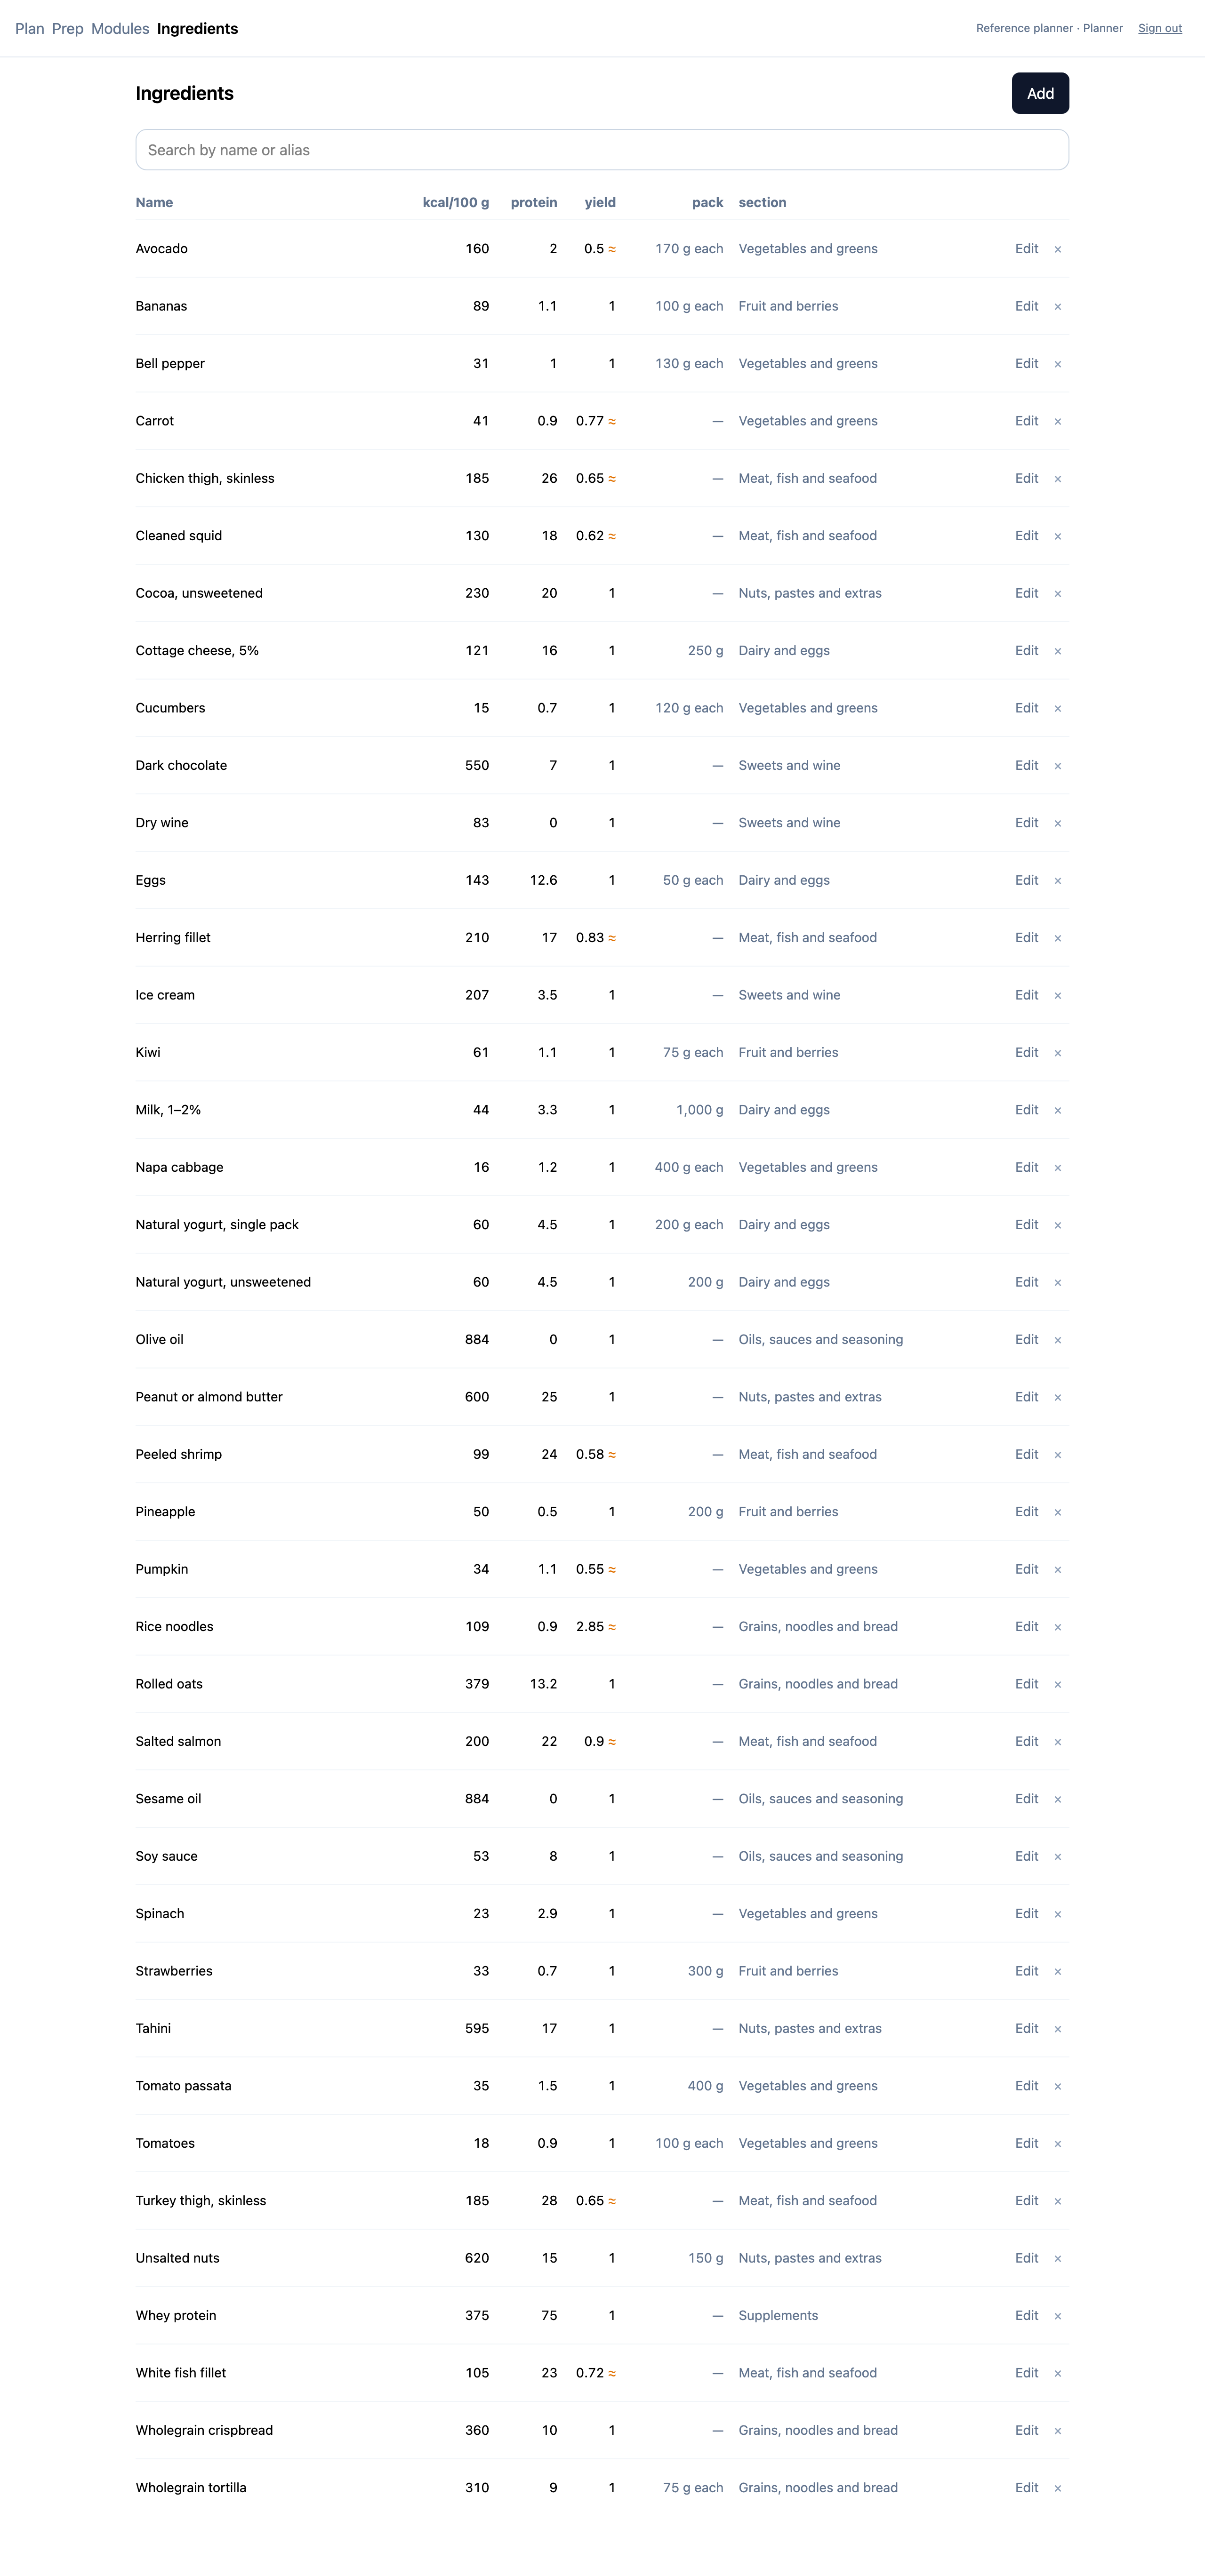 Plan Prep Modules Ingredients Reference planner · Planner Sign out
Ingredients Add
Search by name or alias
Name kcal/100 g protein yield pack section
Avocado 160 2 0.5 ≈ 170 g each Vegetables and greens Edit ×
Bananas 89 1.1 1 100 g each Fruit and berries Edit ×
Bell pepper 31 1 1 130 g each Vegetables and greens Edit ×
Carrot 41 0.9 0.77 ≈ — Vegetables and greens Edit ×
Chicken thigh, skinless 185 26 0.65 ≈ — Meat, fish and seafood Edit ×
Cleaned squid 130 18 0.62 ≈ — Meat, fish and seafood Edit ×
Cocoa, unsweetened 230 20 1 — Nuts, pastes and extras Edit ×
Cottage cheese, 5% 121 16 1 250 g Dairy and eggs Edit ×
Cucumbers 15 0.7 1 120 g each Vegetables and greens Edit ×
Dark chocolate 550 7 1 — Sweets and wine Edit ×
Dry wine 83 0 1 — Sweets and wine Edit ×
Eggs 143 12.6 1 50 g each Dairy and eggs Edit ×
Herring fillet 210 17 0.83 ≈ — Meat, fish and seafood Edit ×
Ice cream 207 3.5 1 — Sweets and wine Edit ×
Kiwi 61 1.1 1 75 g each Fruit and berries Edit ×
Milk, 1–2% 44 3.3 1 1,000 g Dairy and eggs Edit ×
Napa cabbage 16 1.2 1 400 g each Vegetables and greens Edit ×
Natural yogurt, single pack 60 4.5 1 200 g each Dairy and eggs Edit ×
Natural yogurt, unsweetened 60 4.5 1 200 g Dairy and eggs Edit ×
Olive oil 884 0 1 — Oils, sauces and seasoning Edit ×
Peanut or almond butter 600 25 1 — Nuts, pastes and extras Edit ×
Peeled shrimp 99 24 0.58 ≈ — Meat, fish and seafood Edit ×
Pineapple 50 0.5 1 200 g Fruit and berries Edit ×
Pumpkin 34 1.1 0.55 ≈ — Vegetables and greens Edit ×
Rice noodles 109 0.9 2.85 ≈ — Grains, noodles and bread Edit ×
Rolled oats 379 13.2 1 — Grains, noodles and bread Edit ×
Salted salmon 200 22 0.9 ≈ — Meat, fish and seafood Edit ×
Sesame oil 884 0 1 — Oils, sauces and seasoning Edit ×
Soy sauce 53 8 1 — Oils, sauces and seasoning Edit ×
Spinach 23 2.9 1 — Vegetables and greens Edit ×
Strawberries 33 0.7 1 300 g Fruit and berries Edit ×
Tahini 595 17 1 — Nuts, pastes and extras Edit ×
Tomato passata 35 1.5 1 400 g Vegetables and greens Edit ×
Tomatoes 18 0.9 1 100 g each Vegetables and greens Edit ×
Turkey thigh, skinless 185 28 0.65 ≈ — Meat, fish and seafood Edit ×
Unsalted nuts 620 15 1 150 g Nuts, pastes and extras Edit ×
Whey protein 375 75 1 — Supplements Edit ×
White fish fillet 105 23 0.72 ≈ — Meat, fish and seafood Edit ×
Wholegrain crispbread 360 10 1 — Grains, noodles and bread Edit ×
Wholegrain tortilla 310 9 1 75 g each Grains, noodles and bread Edit ×